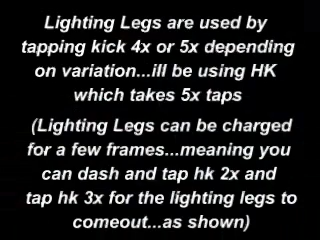 Lighting Legs are used by
tapping kick 4x or 5x depending
on variation...ill be using HK
which takes 5x taps
(Lighting Legs can be charged
for a few frames...meaning you
can dash and tap hk 2x and
tap hk 3x for the lighting legs to
comeout...as shown)